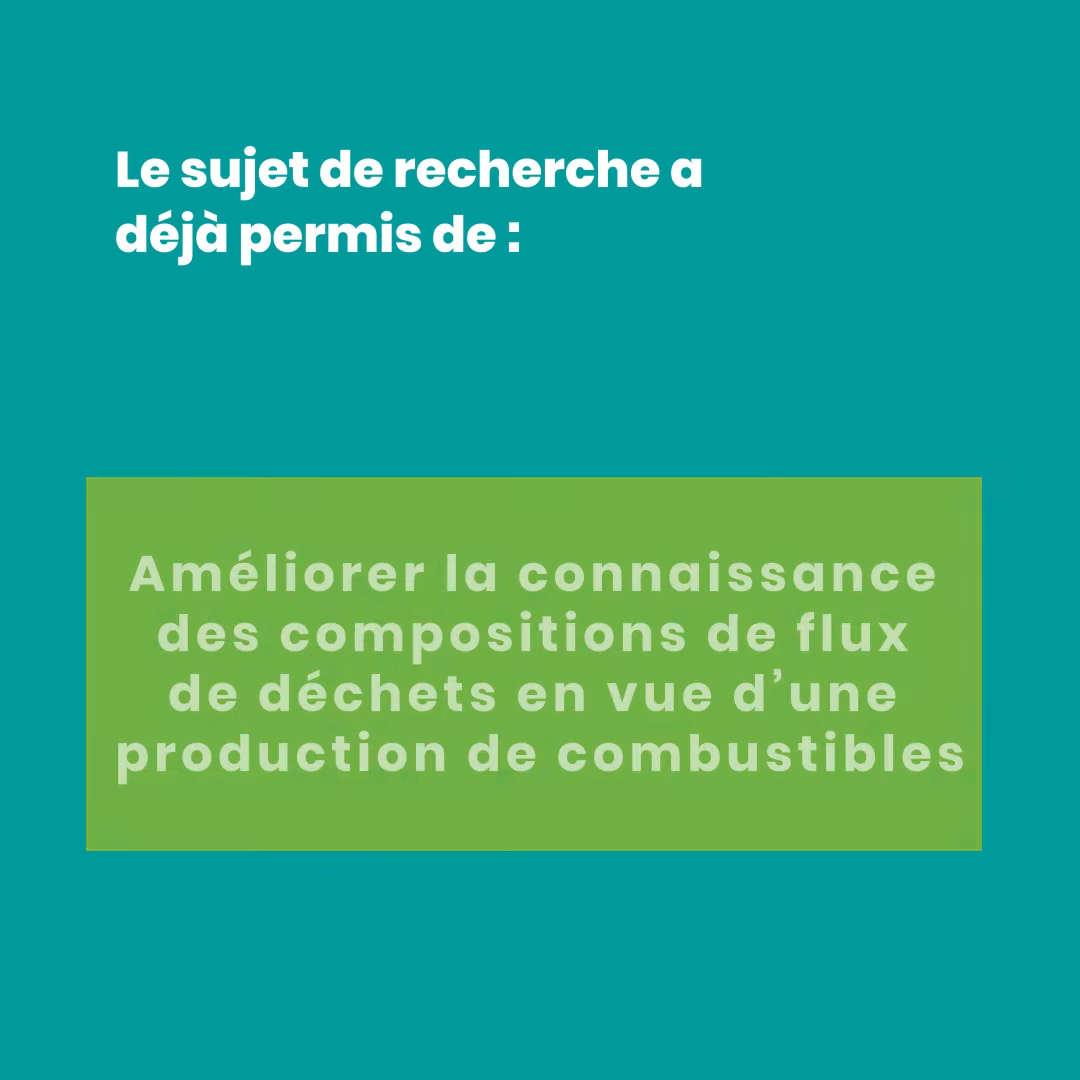 Le sujet de recherche a
déjà permis de :
Améliorer la connaissance
des compositions de flux
de déchets en vue d’une
production de combustibles